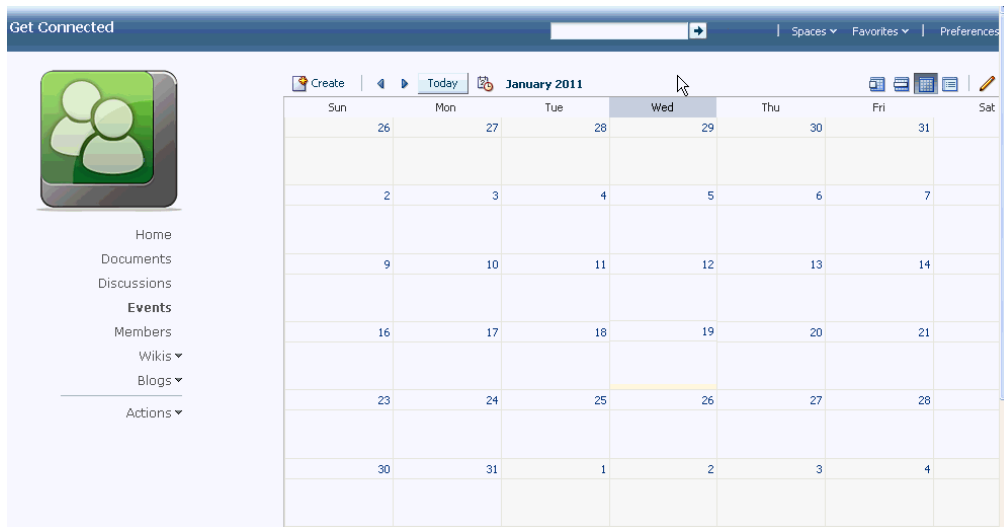 Get Connected
Spaces Favorites Preferences
Create Today January 2011
Sun Mon Tue Wed Thu Fri Sat
26 27 28 29 30 31
2 3 4 5 6 7
Home
Documents
9 10 11 12 13 14
Discussions
Events
Members
16 17 18 19 20 21
Wikis
Blogs
23 24 25 26 27 28
Actions
30 31 1 2 3 4